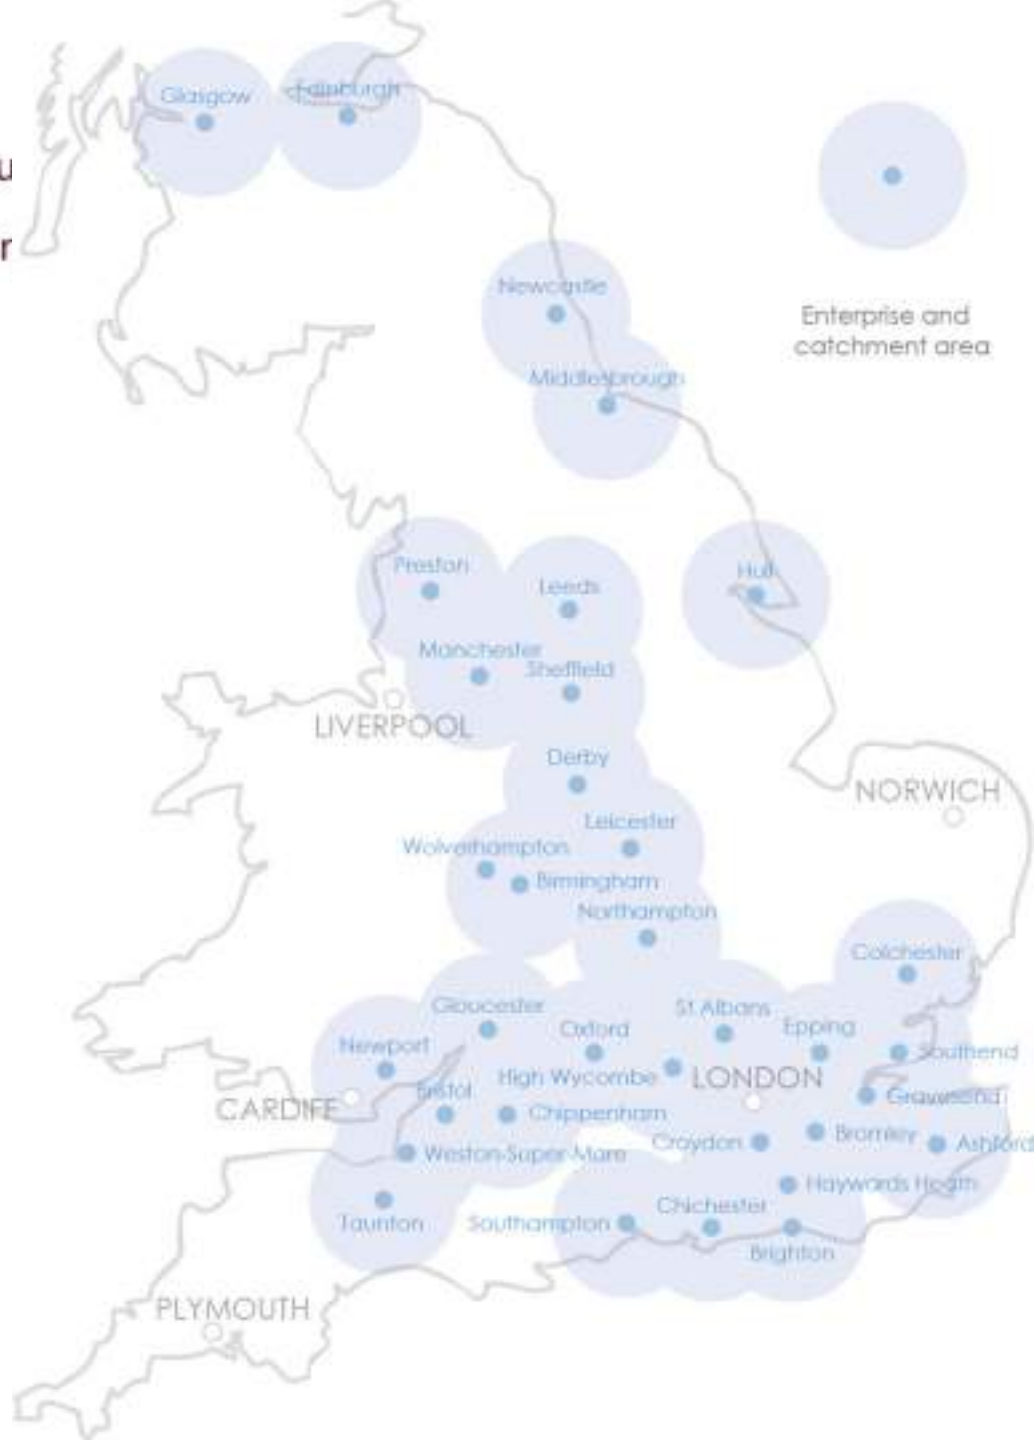 Glasgow
Edinburgh
Newcastle
Enterprise and
catchment area
Middlesbrough
Preston
Hull
Leeds
Manchester
Sheffield
LIVERPOOL
Derby
NORWICH
Leicester
Wolverhampton
Birmingham
Northampton
Colchester
Gloucester
St Albans
Oxford
Epping
Newport
Southend
High Wycombe
LONDON
Bristol
Gravesend
CARDIFF
Chippenham
Croydon
Bromley
Ashford
Weston-Super-Mare
Haywards Heath
Chichester
Taunton
Southampton
Brighton
PLYMOUTH